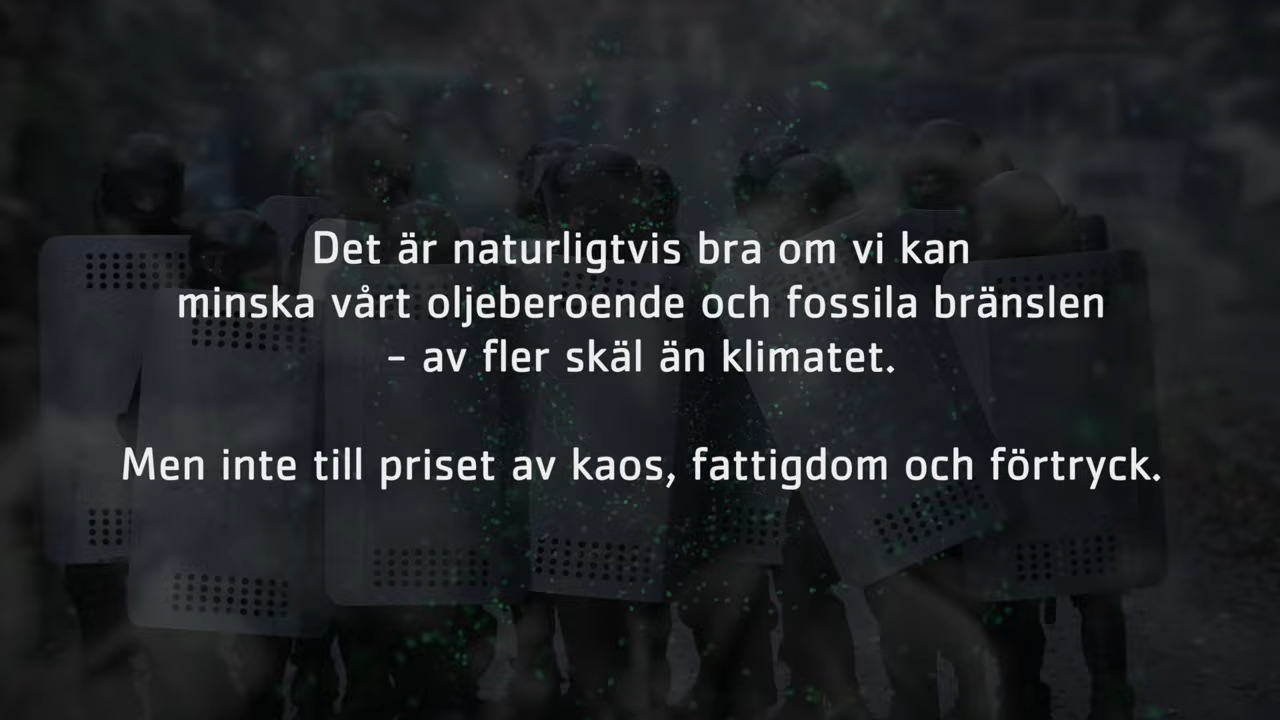 Det är naturligtvis bra om vi kan
minska vårt oljeberoende och fossila bränslen
– av fler skäl än klimatet.
Men inte till priset av kaos, fattigdom och förtryck.